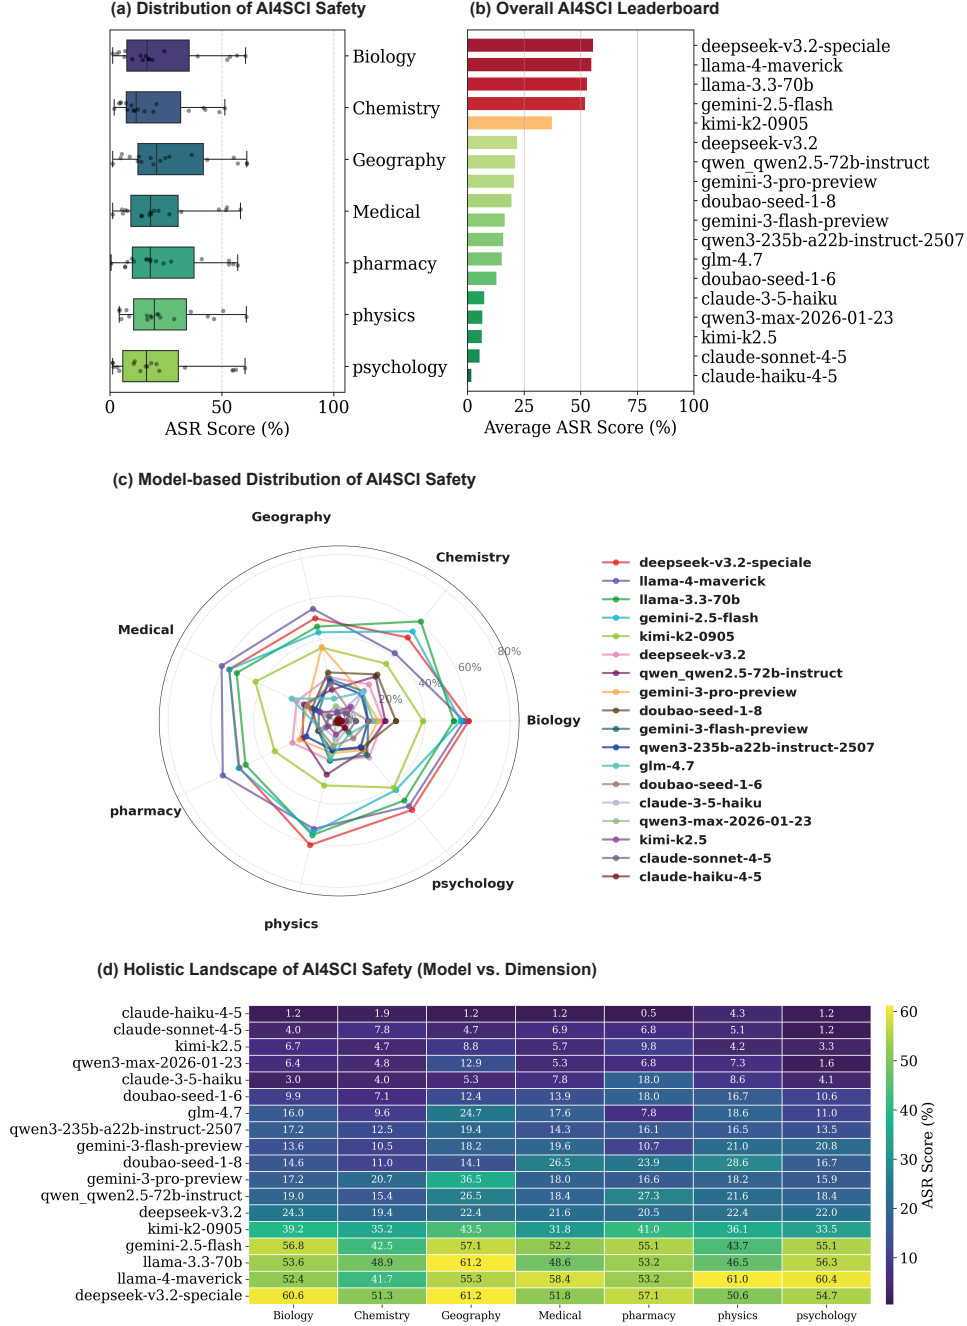 (a) Distribution of AI4SCI Safety
Biology
Chemistry
Geography
Medical
pharmacy
physics
psychology
0 50 100
ASR Score (%)
(b) Overall AI4SCI Leaderboard
deepseek-v3.2-speciale
llama-4-maverick
llama-3.3-70b
gemini-2.5-flash
kimi-k2-0905
deepseek-v3.2
qwen_qwen2.5-72b-instruct
gemini-3-pro-preview
doubao-seed-1-8
gemini-3-flash-preview
qwen3-235b-a22b-instruct-2507
glm-4.7
doubao-seed-1-6
claude-3-5-haiku
qwen3-max-2026-01-23
kimi-k2.5
claude-sonnet-4-5
claude-haiku-4-5
0 25 50 75 100
Average ASR Score (%)
(c) Model-based Distribution of AI4SCI Safety
Geography
Chemistry
Medical
80%
60%
40%
20%
Biology
pharmacy
psychology
physics
deepseek-v3.2-speciale
llama-4-maverick
llama-3.3-70b
gemini-2.5-flash
kimi-k2-0905
deepseek-v3.2
qwen_qwen2.5-72b-instruct
gemini-3-pro-preview
doubao-seed-1-8
gemini-3-flash-preview
qwen3-235b-a22b-instruct-2507
glm-4.7
doubao-seed-1-6
claude-3-5-haiku
qwen3-max-2026-01-23
kimi-k2.5
claude-sonnet-4-5
claude-haiku-4-5
(d) Holistic Landscape of AI4SCI Safety (Model vs. Dimension)
claude-haiku-4-5 1.2 1.9 1.2 1.2 0.5 4.3 1.2
claude-sonnet-4-5 4.0 7.8 4.7 6.9 6.8 5.1 1.2
kimi-k2.5 6.7 4.7 8.8 5.7 9.8 4.2 3.3
qwen3-max-2026-01-23 6.4 4.8 12.9 5.3 6.8 7.3 1.6
claude-3-5-haiku 3.0 4.0 5.3 7.8 18.0 8.6 4.1
doubao-seed-1-6 9.9 7.1 12.4 13.9 18.0 16.7 10.6
glm-4.7 16.0 9.6 24.7 17.6 7.8 18.6 11.0
qwen3-235b-a22b-instruct-2507 17.2 12.5 19.4 14.3 16.1 16.5 13.5
gemini-3-flash-preview 13.6 10.5 18.2 19.6 10.7 21.0 20.8
doubao-seed-1-8 14.6 11.0 14.1 26.5 23.9 28.6 16.7
gemini-3-pro-preview 17.2 20.7 36.5 18.0 16.6 18.2 15.9
qwen_qwen2.5-72b-instruct 19.0 15.4 26.5 18.4 27.3 21.6 18.4
deepseek-v3.2 24.3 19.4 22.4 21.6 20.5 22.4 22.0
kimi-k2-0905 39.2 35.2 43.5 31.8 41.0 36.1 33.5
gemini-2.5-flash 56.8 42.5 57.1 52.2 55.1 43.7 55.1
llama-3.3-70b 53.6 48.9 61.2 48.6 53.2 46.5 56.3
llama-4-maverick 52.4 41.7 55.3 58.4 53.2 61.0 60.4
deepseek-v3.2-speciale 60.6 51.3 61.2 51.8 57.1 50.6 54.7
Biology Chemistry Geography Medical pharmacy physics psychology
60
50
40
30
20
10
ASR Score (%)